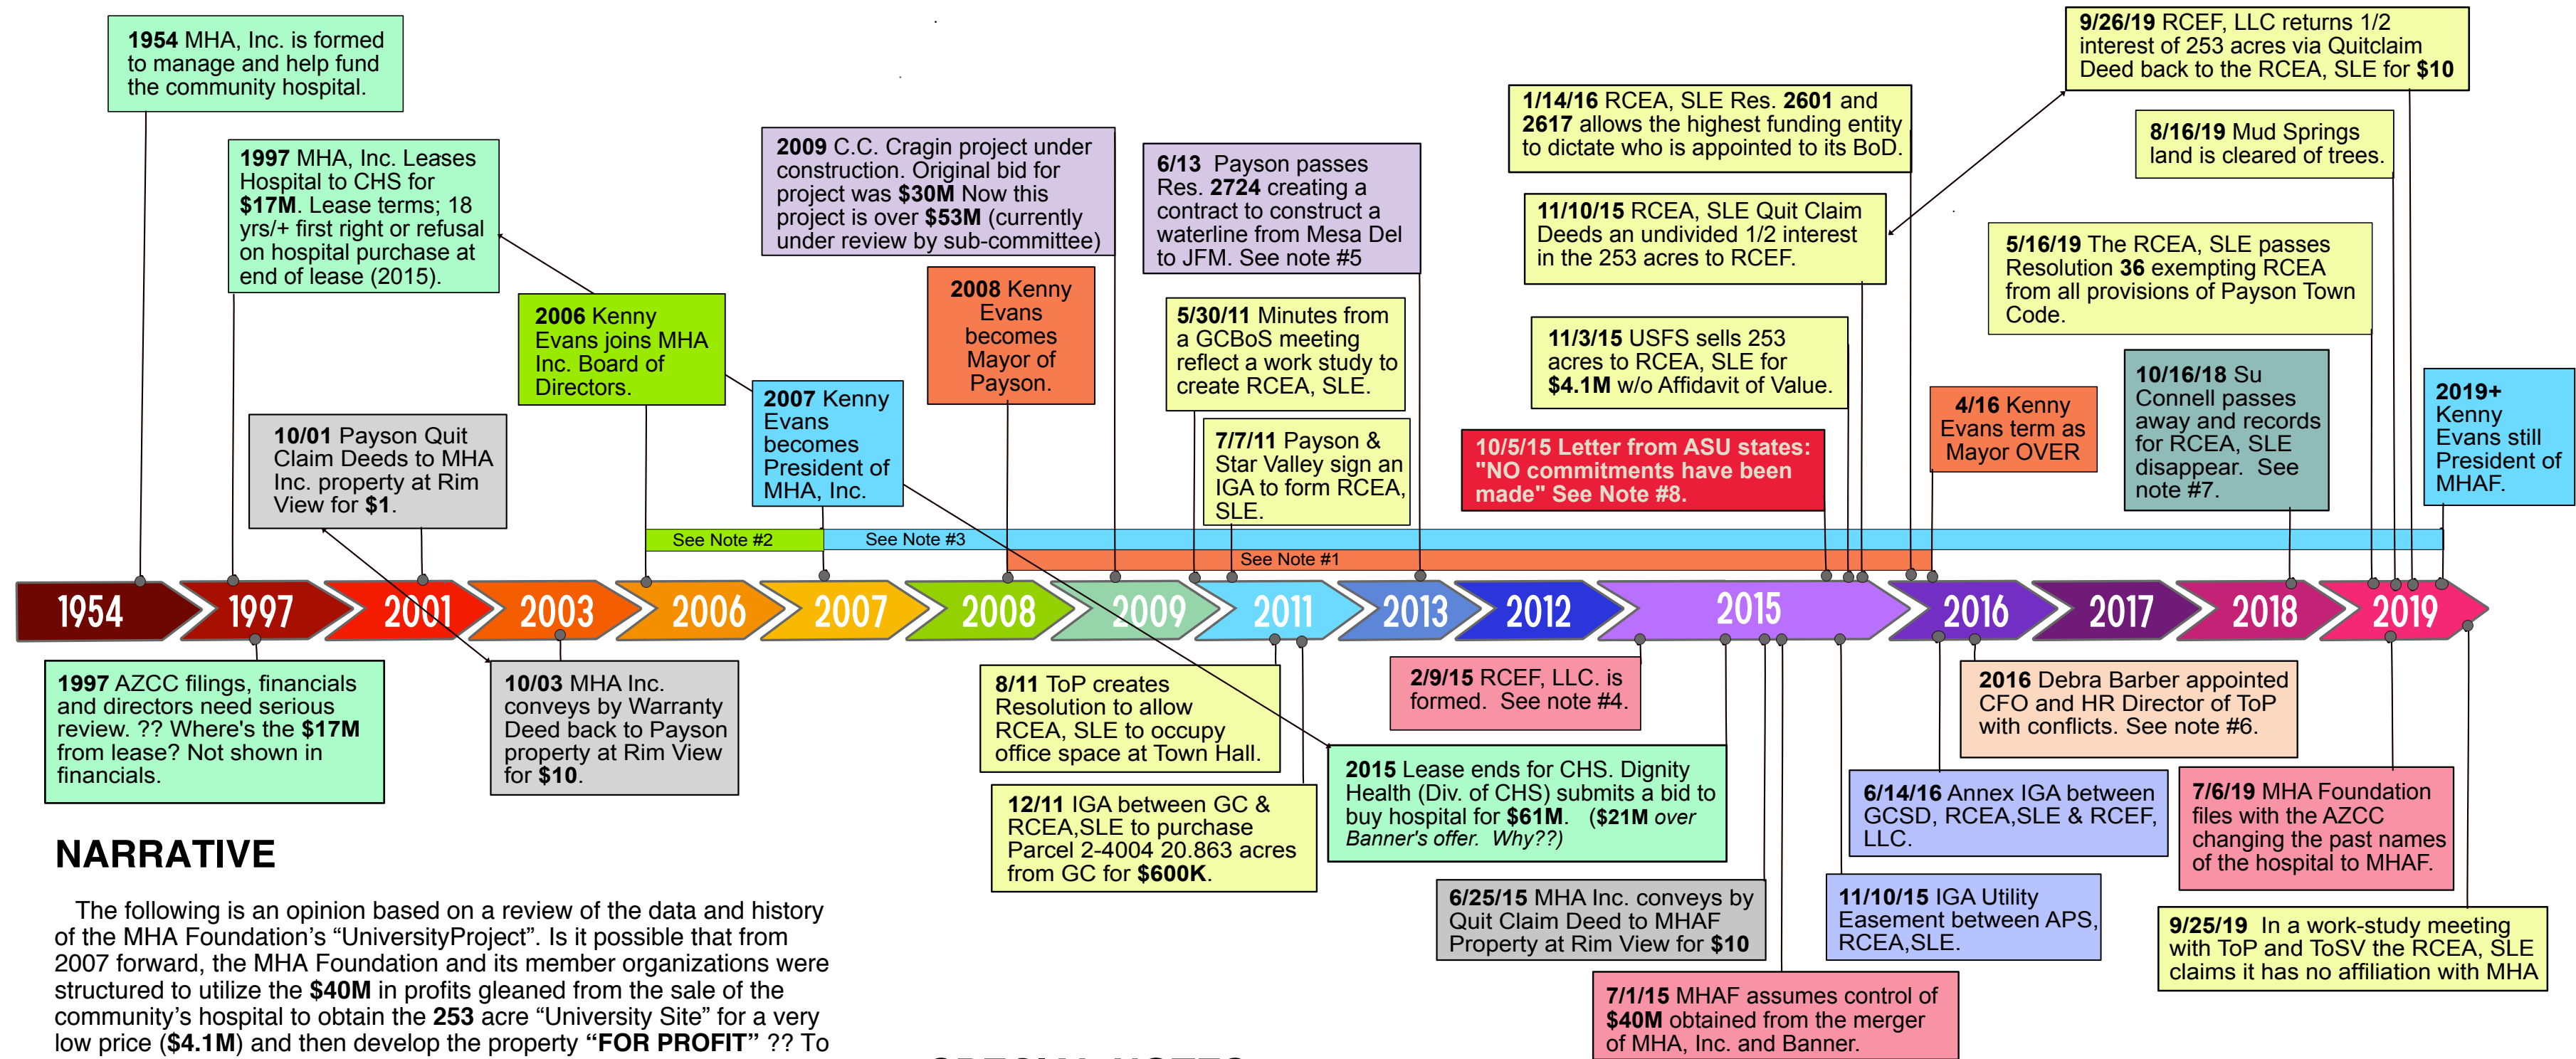 1954 MHA, Inc. is formed
to manage and help fund
the community hospital.
1997 MHA, Inc. Leases
Hospital to CHS for
$17M. Lease terms; 18
yrs/+ first right or refusal
on hospital purchase at
end of lease (2015).
10/01 Payson Quit
Claim Deeds to MHA
Inc. property at Rim
View for $1.
2006 Kenny
Evans joins MHA
Inc. Board of
Directors.
2007 Kenny
Evans
becomes
President of
MHA, Inc.
2009 C.C. Cragin project under
construction. Original bid for
project was $30M Now this
project is over $53M (currently
under review by sub-committee)
2008 Kenny
Evans
becomes
Mayor of
Payson.
6/13 Payson passes
Res. 2724 creating a
contract to construct a
waterline from Mesa Del
to JFM. See note #5
5/30/11 Minutes from
a GCBoS meeting
reflect a work study to
create RCEA, SLE.
7/7/11 Payson &
Star Valley sign an
IGA to form RCEA,
SLE.
1/14/16 RCEA, SLE Res. 2601 and
2617 allows the highest funding entity
to dictate who is appointed to its BoD.
11/10/15 RCEA, SLE Quit Claim
Deeds an undivided 1/2 interest
in the 253 acres to RCEF.
11/3/15 USFS sells 253
acres to RCEA, SLE for
$4.1M w/o Affidavit of Value.
10/5/15 Letter from ASU states:
"NO commitments have been
made" See Note #8.
4/16 Kenny
Evans term as
Mayor OVER
9/26/19 RCEF, LLC returns 1/2
interest of 253 acres via Quitclaim
Deed back to the RCEA, SLE for $10
8/16/19 Mud Springs
land is cleared of trees.
5/16/19 The RCEA, SLE passes
Resolution 36 exempting RCEA
from all provisions of Payson Town
Code.
10/16/18 Su
Connell passes
away and records
for RCEA, SLE
disappear. See
note #7.
2019+
Kenny
Evans still
President of
MHAF.
See Note #2
See Note #3
See Note #1
1954
1997
2001
2003
2006
2007
2008
2009
2011
2013
2012
2015
2016
2017
2018
2019
1997 AZCC filings, financials
and directors need serious
review. ?? Where's the $17M
from lease? Not shown in
financials.
10/03 MHA Inc.
conveys by Warranty
Deed back to Payson
property at Rim View
for $10.
8/11 ToP creates
Resolution to allow
RCEA, SLE to occupy
office space at Town Hall.
12/11 IGA between GC &
RCEA,SLE to purchase
Parcel 2-4004 20.863 acres
from GC for $600K.
2/9/15 RCEF, LLC. is
formed. See note #4.
2015 Lease ends for CHS. Dignity
Health (Div. of CHS) submits a bid to
buy hospital for $61M. ($21M over
Banner's offer. Why??)
6/25/15 MHA Inc. conveys by
Quit Claim Deed to MHAF
Property at Rim View for $10
7/1/15 MHAF assumes control of
$40M obtained from the merger
of MHA, Inc. and Banner.
2016 Debra Barber appointed
CFO and HR Director of ToP
with conflicts. See note #6.
6/14/16 Annex IGA between
GCSD, RCEA,SLE & RCEF,
LLC.
11/10/15 IGA Utility
Easement between APS,
RCEA,SLE.
7/6/19 MHA Foundation
files with the AZCC
changing the past names
of the hospital to MHAF.
9/25/19 In a work-study meeting
with ToP and ToSV the RCEA, SLE
claims it has no affiliation with MHA
NARRATIVE
The following is an opinion based on a review of the data and history
of the MHA Foundation's “UniversityProject”. Is it possible that from
2007 forward, the MHA Foundation and its member organizations were
structured to utilize the $40M in profits gleaned from the sale of the
community's hospital to obtain the 253 acre “University Site” for a very
low price ($4.1M) and then develop the property “FOR PROFIT” ?? To